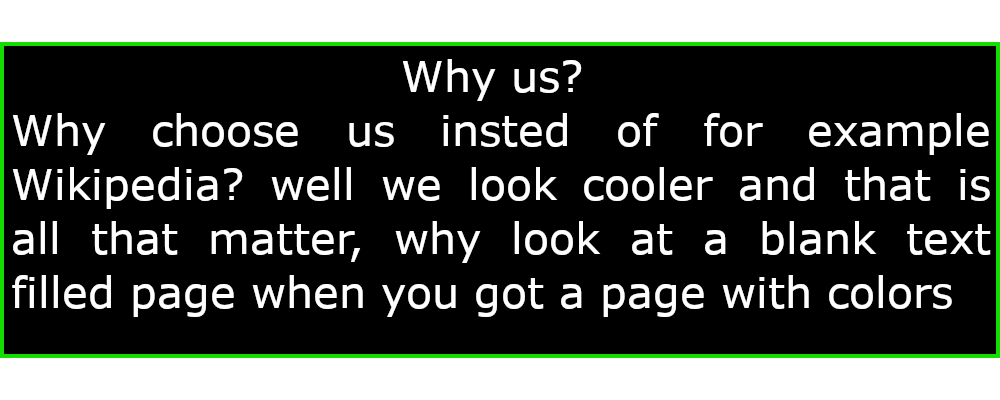 Why us?
Why choose us insted of for example
Wikipedia? well we look cooler and that is
all that matter, why look at a blank text
filled page when you got a page with colors